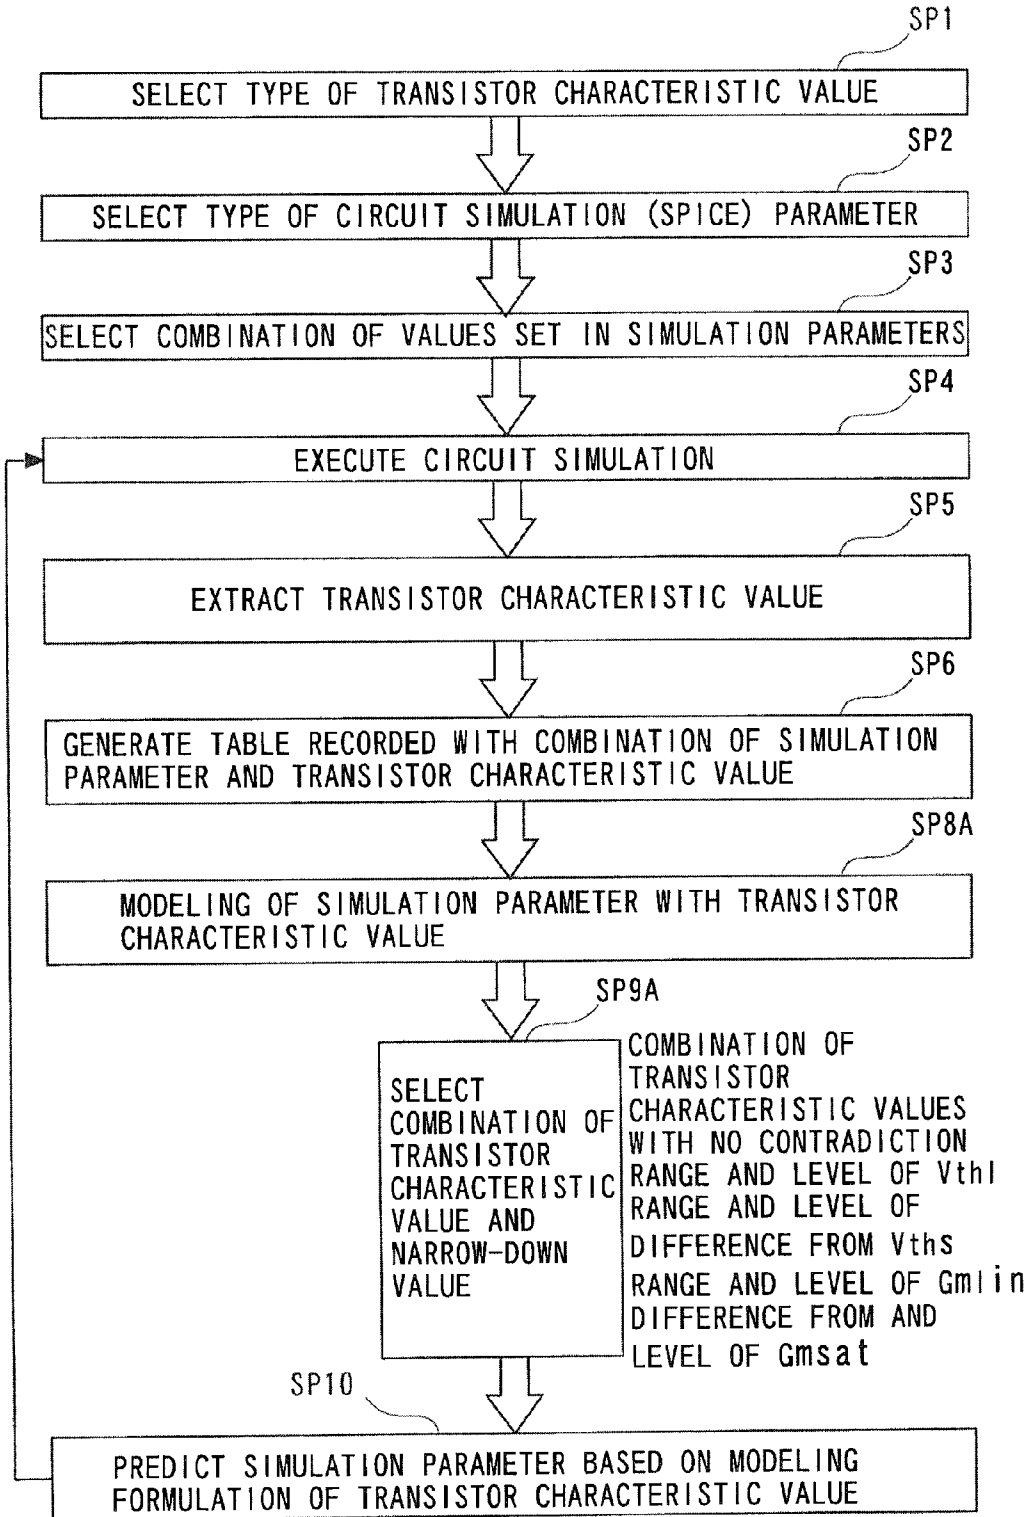 SP1
SELECT TYPE OF TRANSISTOR CHARACTERISTIC VALUE
SP2
SELECT TYPE OF CIRCUIT SIMULATION (SPICE) PARAMETER
SP3
SELECT COMBINATION OF VALUES SET IN SIMULATION PARAMETERS
SP4
EXECUTE CIRCUIT SIMULATION
SP5
EXTRACT TRANSISTOR CHARACTERISTIC VALUE
SP6
GENERATE TABLE RECORDED WITH COMBINATION OF SIMULATION
PARAMETER AND TRANSISTOR CHARACTERISTIC VALUE
SP8A
MODELING OF SIMULATION PARAMETER WITH TRANSISTOR
CHARACTERISTIC VALUE
SP9A
SELECT
COMBINATION OF
TRANSISTOR
CHARACTERISTIC
VALUE AND
NARROW-DOWN
VALUE
COMBINATION OF
TRANSISTOR
CHARACTERISTIC VALUES
WITH NO CONTRADICTION
RANGE AND LEVEL OF Vthl
RANGE AND LEVEL OF
DIFFERENCE FROM Vths
RANGE AND LEVEL OF Gmlin
DIFFERENCE FROM AND
LEVEL OF Gmsat
SP10
PREDICT SIMULATION PARAMETER BASED ON MODELING
FORMULATION OF TRANSISTOR CHARACTERISTIC VALUE